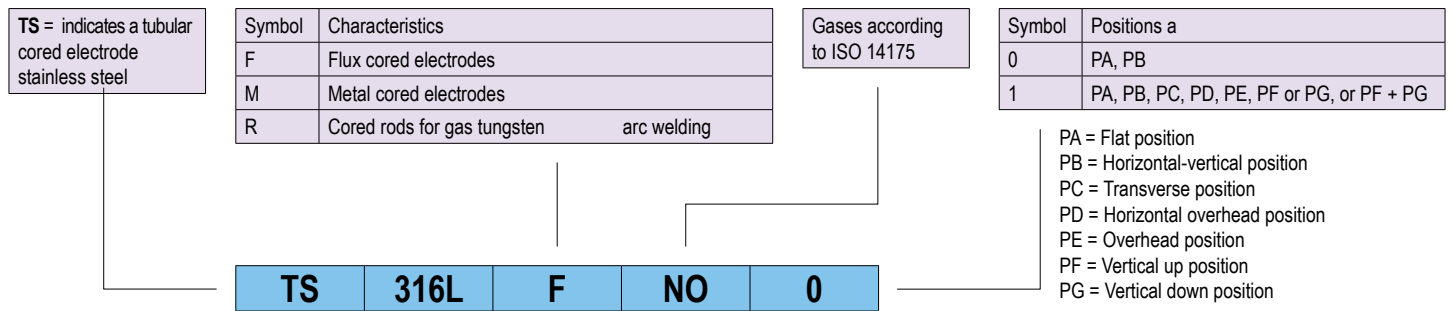 TS = indicates a tubular
cored electrode
stainless steel
Symbol Characteristics
F Flux cored electrodes
M Metal cored electrodes
R Cored rods for gas tungsten arc welding
Gases according
to ISO 14175
Symbol Positions a
0 PA, PB
1 PA, PB, PC, PD, PE, PF or PG, or PF + PG
PA = Flat position
PB = Horizontal-vertical position
PC = Transverse position
PD = Horizontal overhead position
PE = Overhead position
PF = Vertical up position
PG = Vertical down position
TS 316L F NO 0